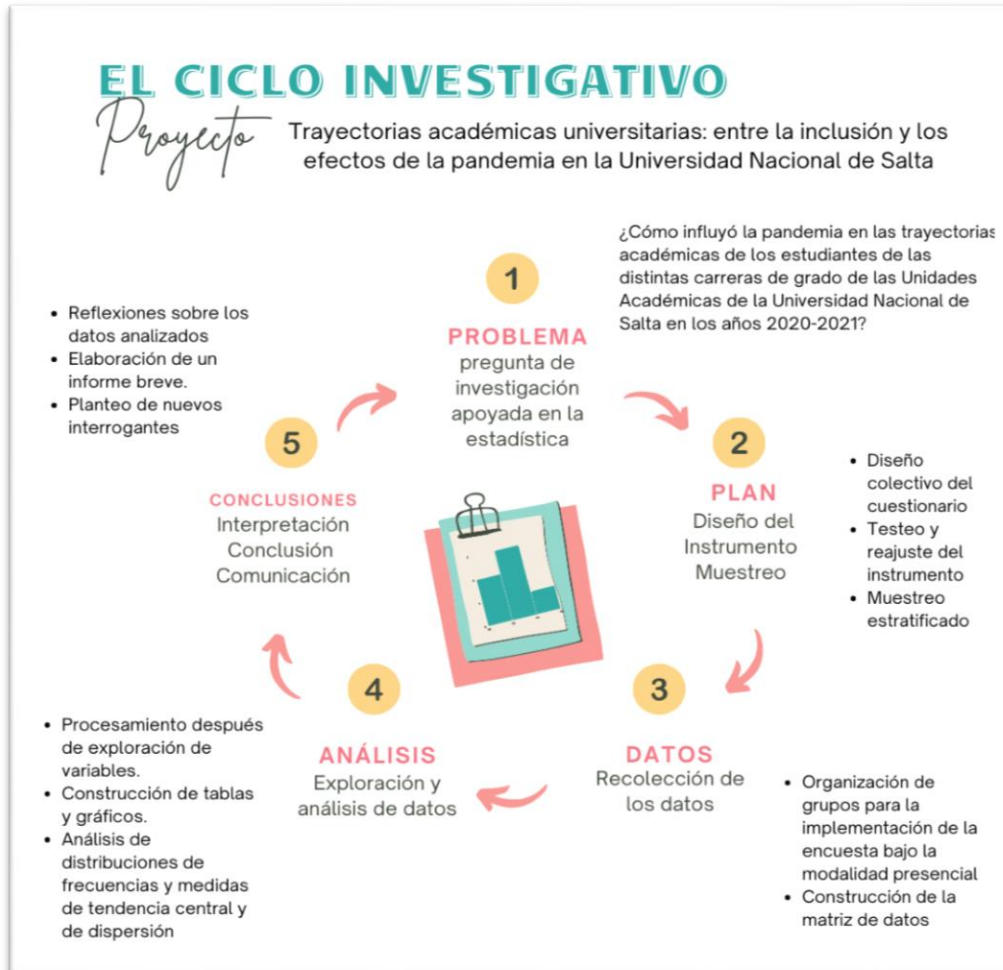 EL CICLO INVESTIGATIVO
Proyecto
Trayectorias académicas universitarias: entre la inclusión y los
efectos de la pandemia en la Universidad Nacional de Salta
1
PROBLEMA
pregunta de
investigación
apoyada en la
estadística
¿Cómo influyó la pandemia en las trayectorias
académicas de los estudiantes de las
distintas carreras de grado de las Unidades
Académicas de la Universidad Nacional de
Salta en los años 2020-2021?
2
PLAN
Diseño del
Instrumento
Muestreo
• Diseño
colectivo del
cuestionario
• Testeo y
reajuste del
instrumento
• Muestreo
estratificado
3
DATOS
Recolección de
los datos
• Organización de
grupos para la
implementación de la
encuesta bajo la
modalidad presencial
• Construcción de la
matriz de datos
4
ANÁLISIS
Exploración y
análisis de datos
• Procesamiento después
de exploración de
variables.
• Construcción de tablas
y gráficos.
• Análisis de
distribuciones de
frecuencias y medidas
de tendencia central y
de dispersión
5
CONCLUSIONES
Interpretación
Conclusión
Comunicación
• Reflexiones sobre los
datos analizados
• Elaboración de un
informe breve.
• Planteo de nuevos
interrogantes